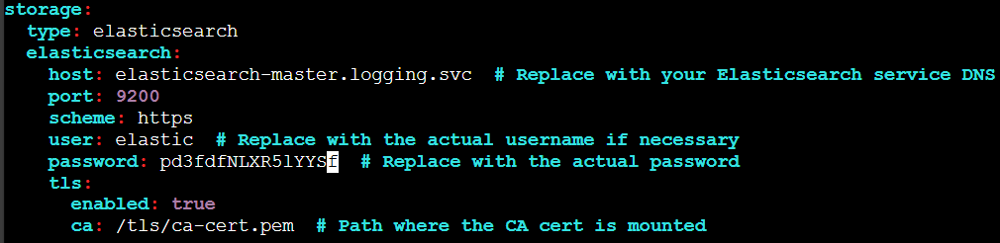 storage:
  type: elasticsearch
  elasticsearch:
    host: elasticsearch-master.logging.svc  # Replace with your Elasticsearch service DNS
    port: 9200
    scheme: https
    user: elastic  # Replace with the actual username if necessary
    password: pd3fdfNLXR5lYYSf  # Replace with the actual password
    tls:
      enabled: true
      ca: /tls/ca-cert.pem  # Path where the CA cert is mounted